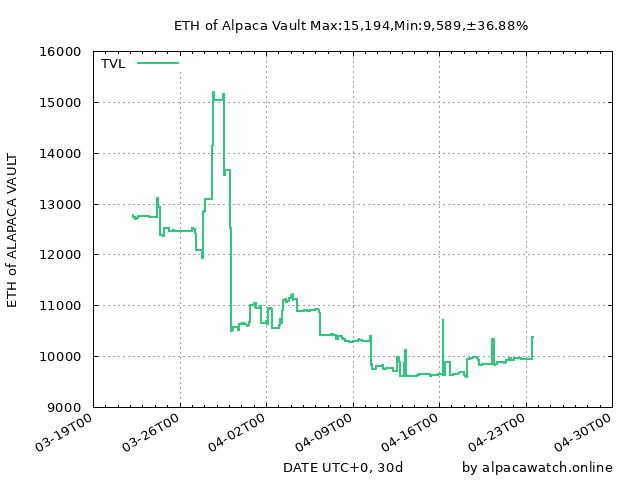 ETH of Alpaca Vault Max:15,194,Min:9,589,±36.88%
TVL
16000
15000
14000
13000
12000
11000
10000
9000
ETH of ALAPACA VAULT
03-19T00
03-26T00
04-02T00
04-09T00
04-16T00
04-23T00
04-30T00
DATE UTC+0, 30d
by alpacawatch.online